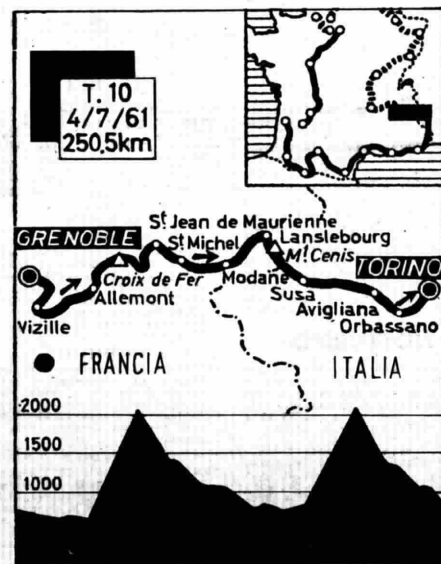 T. 10
4/7/61
250,5km
St Jean de Maurienne
GRENOBLE
St Michel
Lanslebourg
Mt Cenis
TORINO
Croix de Fer
Modane
Allemont
Susa
Avigliana
Vizille
Orbassano
FRANCIA
ITALIA
2000
1500
1000